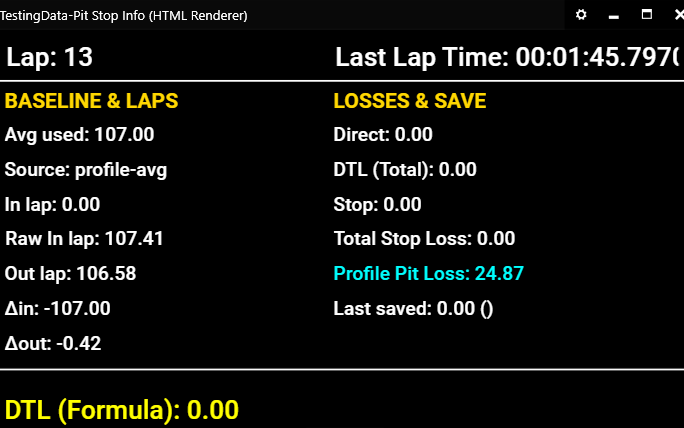 TestingData-Pit Stop Info (HTML Renderer)
Lap: 13
Last Lap Time: 00:01:45.797
BASELINE & LAPS
Avg used: 107.00
Source: profile-avg
In lap: 0.00
Raw In lap: 107.41
Out lap: 106.58
Δin: -107.00
Δout: -0.42
LOSSES & SAVE
Direct: 0.00
DTL (Total): 0.00
Stop: 0.00
Total Stop Loss: 0.00
Profile Pit Loss: 24.87
Last saved: 0.00 ()
DTL (Formula): 0.00